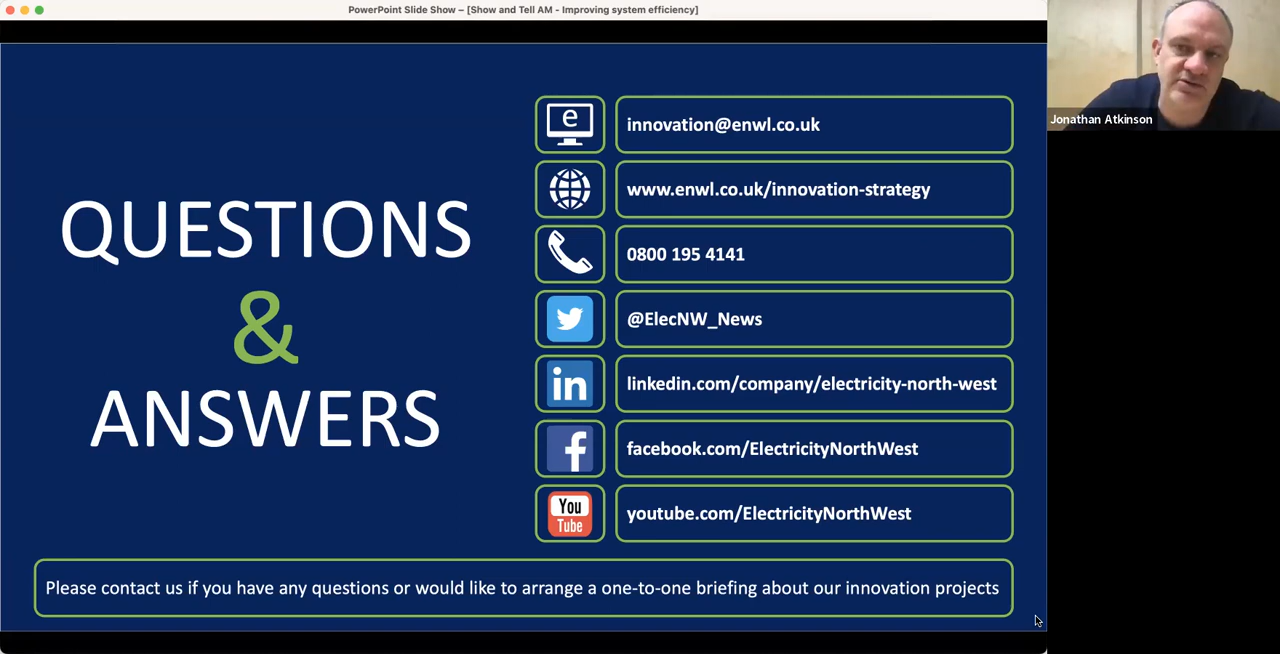 PowerPoint Slide Show – [Show and Tell AM - Improving system efficiency]
Jonathan Atkinson
QUESTIONS
&
ANSWERS
e
innovation@enwl.co.uk
www.enwl.co.uk/innovation-strategy
0800 195 4141
@ElecNW_News
in
linkedin.com/company/electricity-north-west
f
facebook.com/ElectricityNorthWest
You
Tube
youtube.com/ElectricityNorthWest
Please contact us if you have any questions or would like to arrange a one-to-one briefing about our innovation projects